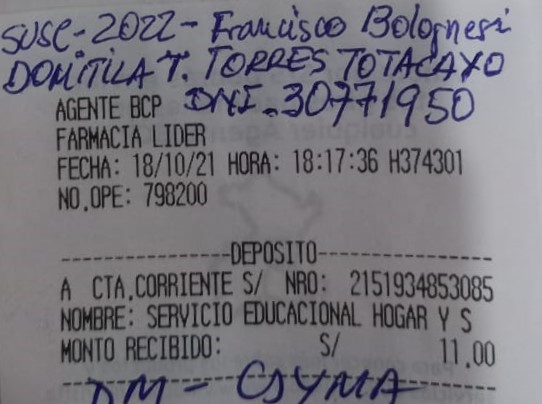 SUSE-2022- Francisco Bolognesi
DOMITILA T. TORRES TOTACAYO
AGENTE BCP DNI.30771950
FARMACIA LIDER
FECHA: 18/10/21 HORA: 18:17:36 H374301
NO.OPE: 798200
---------------DEPOSITO---------------
A CTA.CORRIENTE S/ NRO: 2151934853085
NOMBRE: SERVICIO EDUCACIONAL HOGAR Y S
MONTO RECIBIDO: S/ 11.00
DM - CSYMA